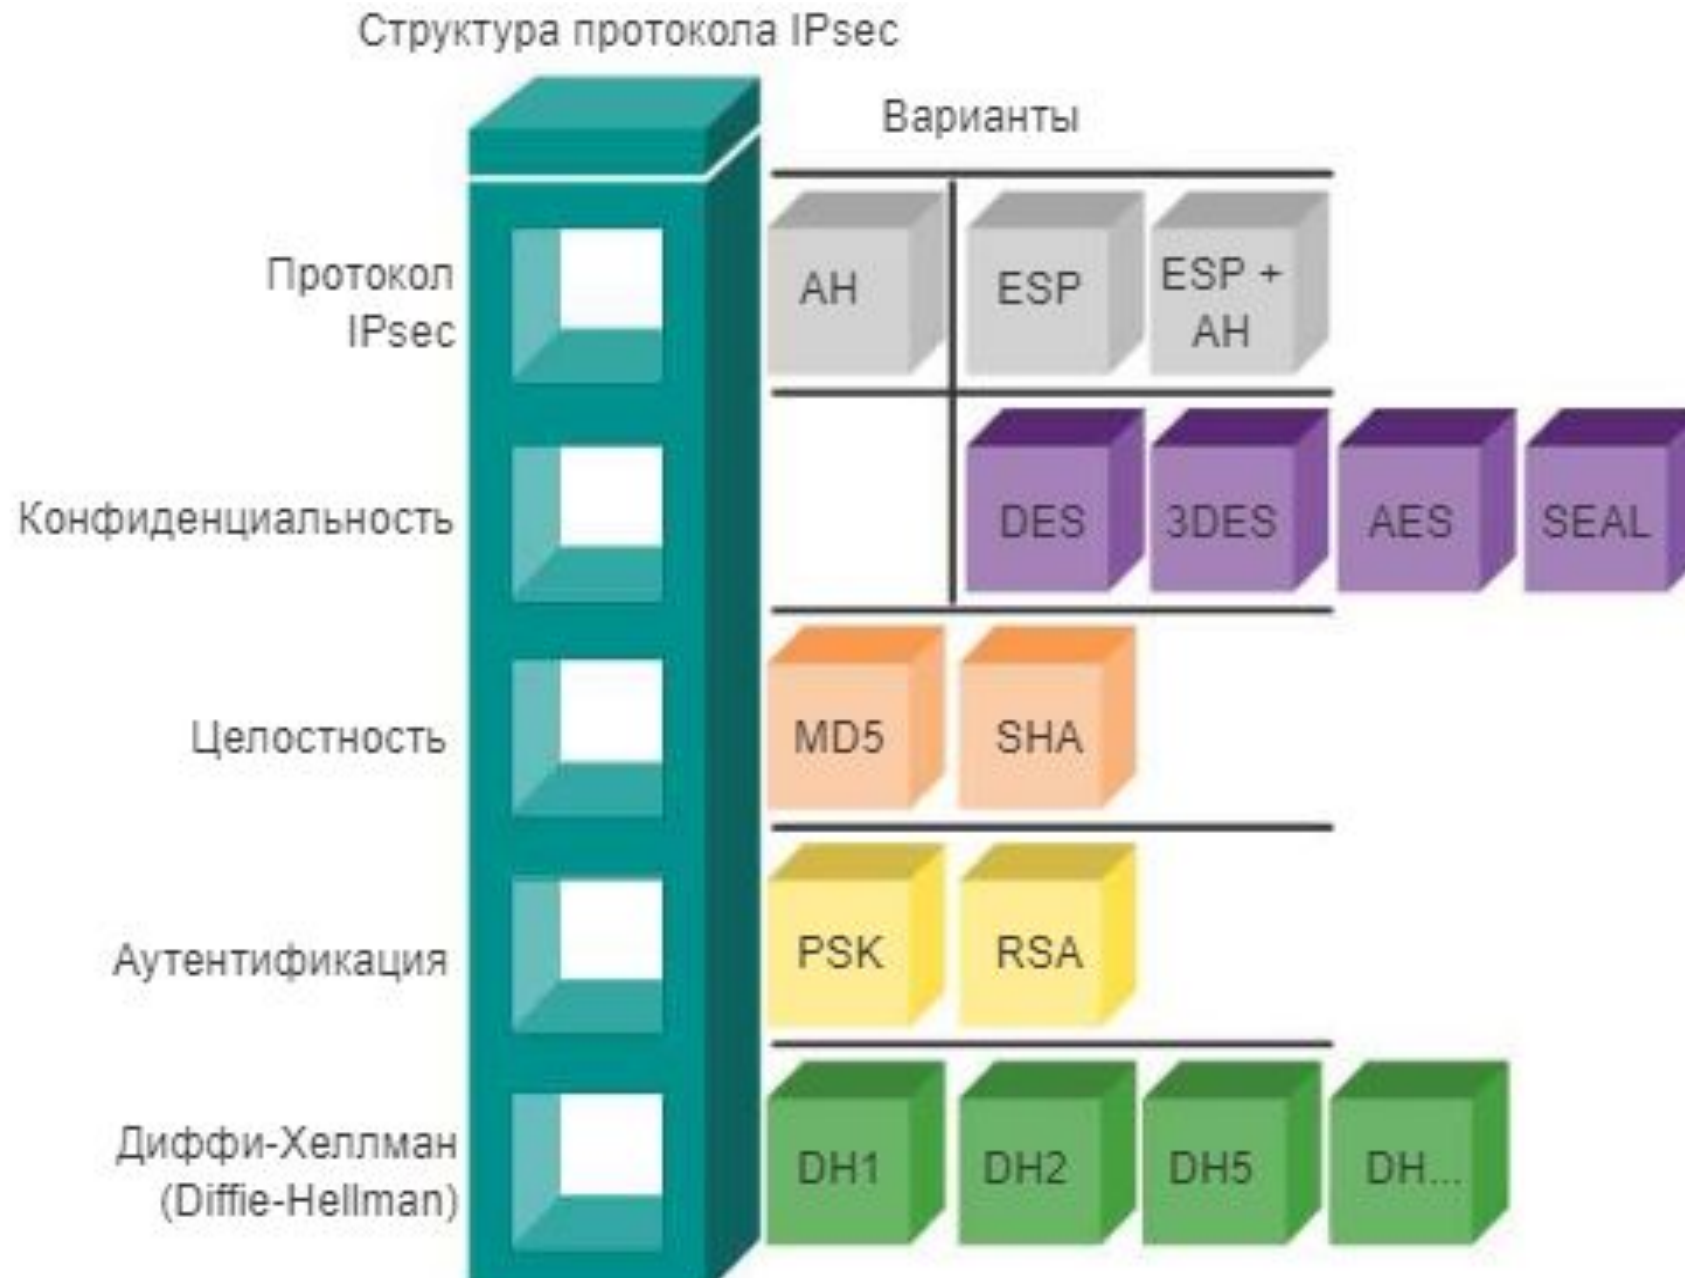 Структура протокола IPsec
Варианты
Протокол
IPsec
AH
ESP
ESP +
AH
Конфиденциальность
DES
3DES
AES
SEAL
Целостность
MD5
SHA
Аутентификация
PSK
RSA
Диффи-Хеллман
(Diffie-Hellman)
DH1
DH2
DH5
DH...